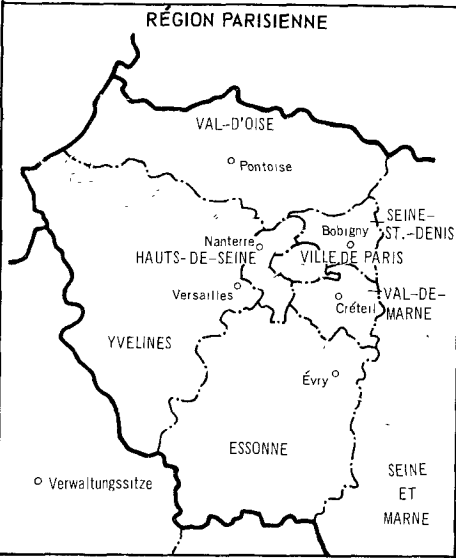 RÉGION PARISIENNE
VAL-D'OISE
Pontoise
SEINE-
ST.-DENIS
Bobigny
Nanterre
HAUTS-DE-SEINE
VILLE DE PARIS
Versailles
VAL-DE-
MARNE
Créteil
YVELINES
Évry
ESSONNE
SEINE
ET
MARNE
Verwaltungssitze